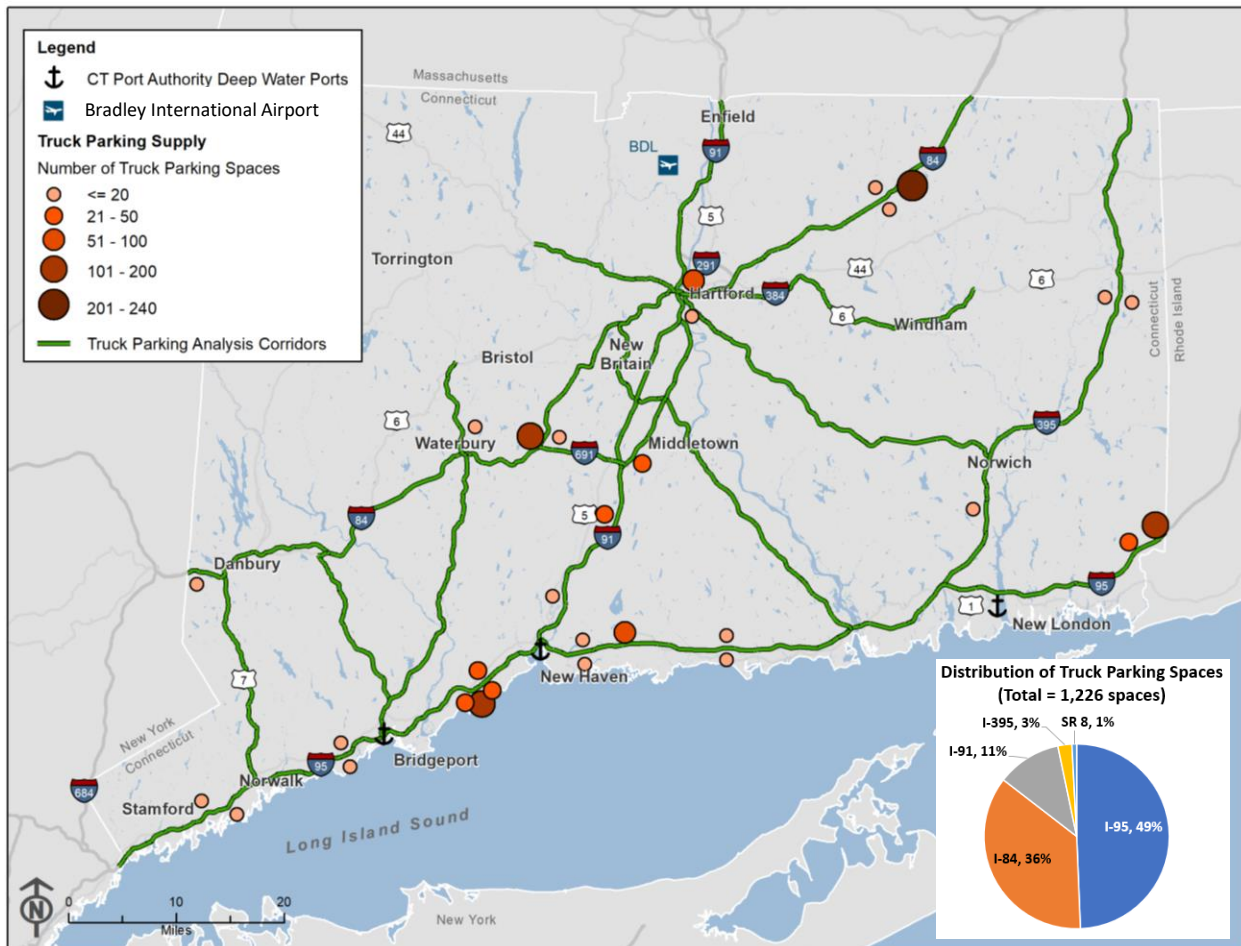 Legend
CT Port Authority Deep Water Ports
Bradley International Airport
Truck Parking Supply
Number of Truck Parking Spaces
<= 20
21 - 50
51 - 100
101 - 200
201 - 240
Truck Parking Analysis Corridors
Massachusetts
Connecticut
44
Enfield
BDL
91
84
5
Torrington
291
44
Hartford
384
6
6
Windham
Connecticut
Rhode Island
Bristol
New
Britain
6
Waterbury
691
Middletown
395
Norwich
84
5
91
Danbury
95
1
New London
7
New Haven
New York
Connecticut
Bridgeport
95
Norwalk
684
Stamford
Long Island Sound
N
0
10
20
Miles
New York
Distribution of Truck Parking Spaces
(Total = 1,226 spaces)
I-395, 3%
SR 8, 1%
I-91, 11%
I-95, 49%
I-84, 36%